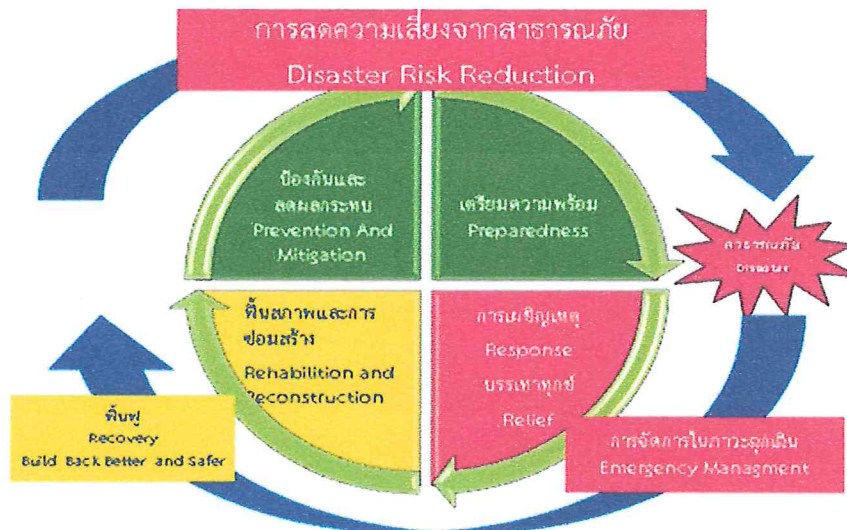 การลดความเสี่ยงจากสาธารณภัย
Disaster Risk Reduction
ป้องกันและ
ลดผลกระทบ
Prevention And
Mitigation
เตรียมความพร้อม
Preparedness
สาธารณภัย
Disaster
ฟื้นสภาพและการ
ซ่อมสร้าง
Rehabilition and
Reconstruction
การเผชิญเหตุ
Response
บรรเทาทุกข์
Relief
ฟื้นฟู
Recovery
Build Back Better and Safer
การจัดการในภาวะฉุกเฉิน
Emergency Managment